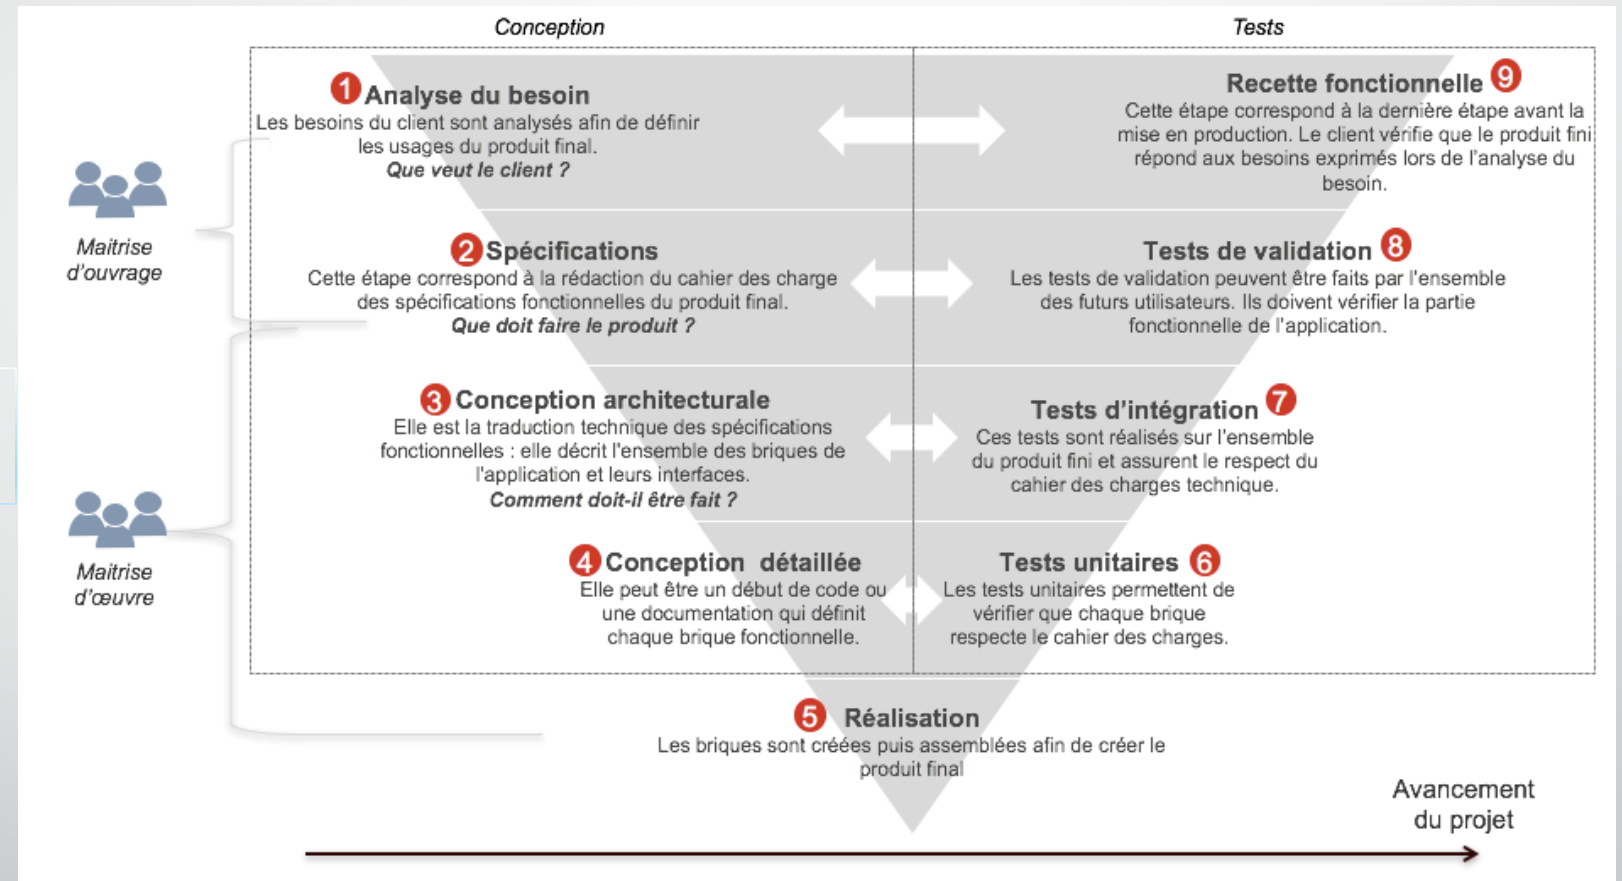 Conception
Tests
1 Analyse du besoin
Les besoins du client sont analysés afin de définir
les usages du produit final.
Que veut le client ?
Recette fonctionnelle 9
Cette étape correspond à la dernière étape avant la
mise en production. Le client vérifie que le produit fini
répond aux besoins exprimés lors de l'analyse du
besoin.
Maitrise
d'ouvrage
2 Spécifications
Cette étape correspond à la rédaction du cahier des charge
des spécifications fonctionnelles du produit final.
Que doit faire le produit ?
Tests de validation 8
Les tests de validation peuvent être faits par l'ensemble
des futurs utilisateurs. Ils doivent vérifier la partie
fonctionnelle de l'application.
3 Conception architecturale
Elle est la traduction technique des spécifications
fonctionnelles : elle décrit l'ensemble des briques de
l'application et leurs interfaces.
Comment doit-il être fait ?
Tests d'intégration 7
Ces tests sont réalisés sur l'ensemble
du produit fini et assurent le respect du
cahier des charges technique.
Maitrise
d'œuvre
4 Conception détaillée
Elle peut être un début de code ou
une documentation qui définit
chaque brique fonctionnelle.
Tests unitaires 6
Les tests unitaires permettent de
vérifier que chaque brique
respecte le cahier des charges.
5 Réalisation
Les briques sont créées puis assemblées afin de créer le
produit final
Avancement
du projet